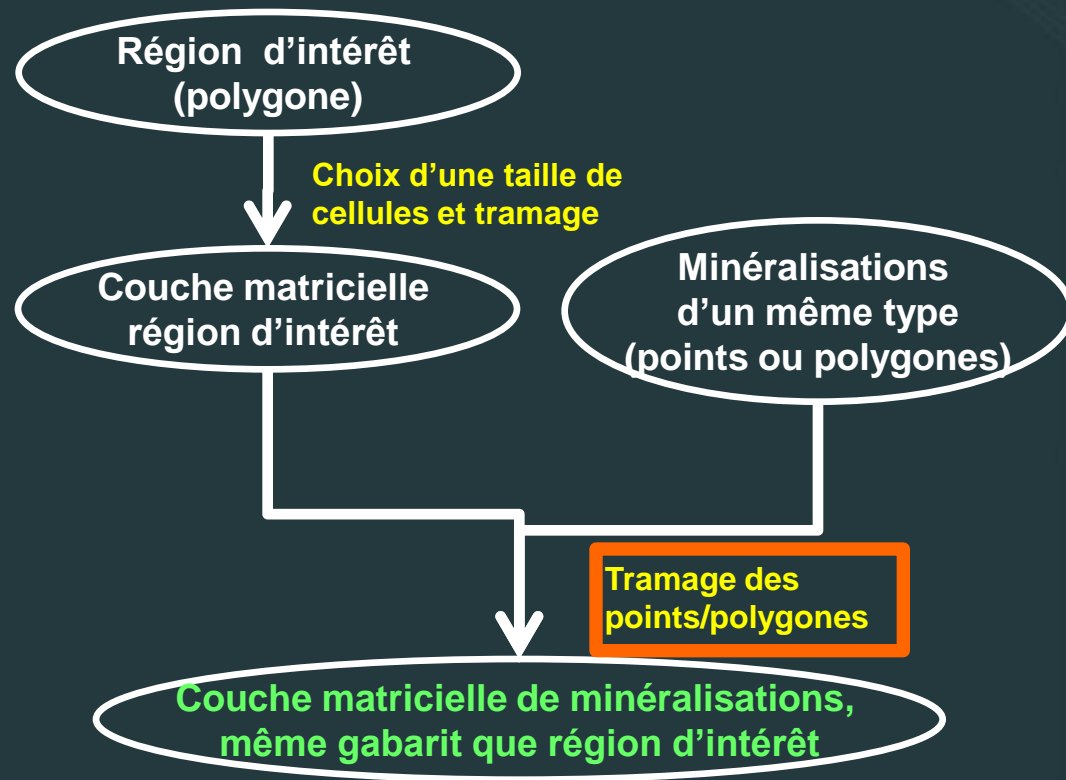 Région d’intérêt
(polygone)
Choix d’une taille de
cellules et tramage
Couche matricielle
région d’intérêt
Minéralisations
d’un même type
(points ou polygones)
Tramage des
points/polygones
Couche matricielle de minéralisations,
même gabarit que région d’intérêt